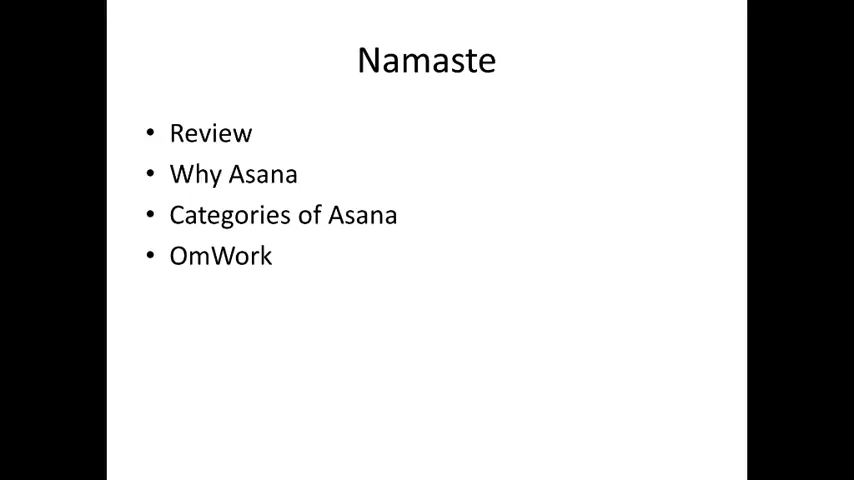 Namaste
• Review
• Why Asana
• Categories of Asana
• OmWork